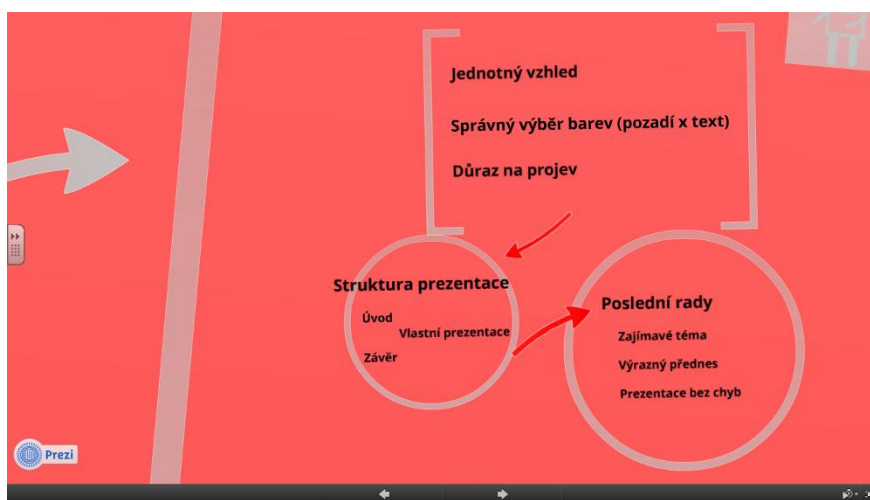 Jednotný vzhled
Správný výběr barev (pozadí x text)
Důraz na projev
Struktura prezentace
Úvod
Vlastní prezentace
Závěr
Poslední rady
Zajímavé téma
Výrazný přednes
Prezentace bez chyb
Prezi